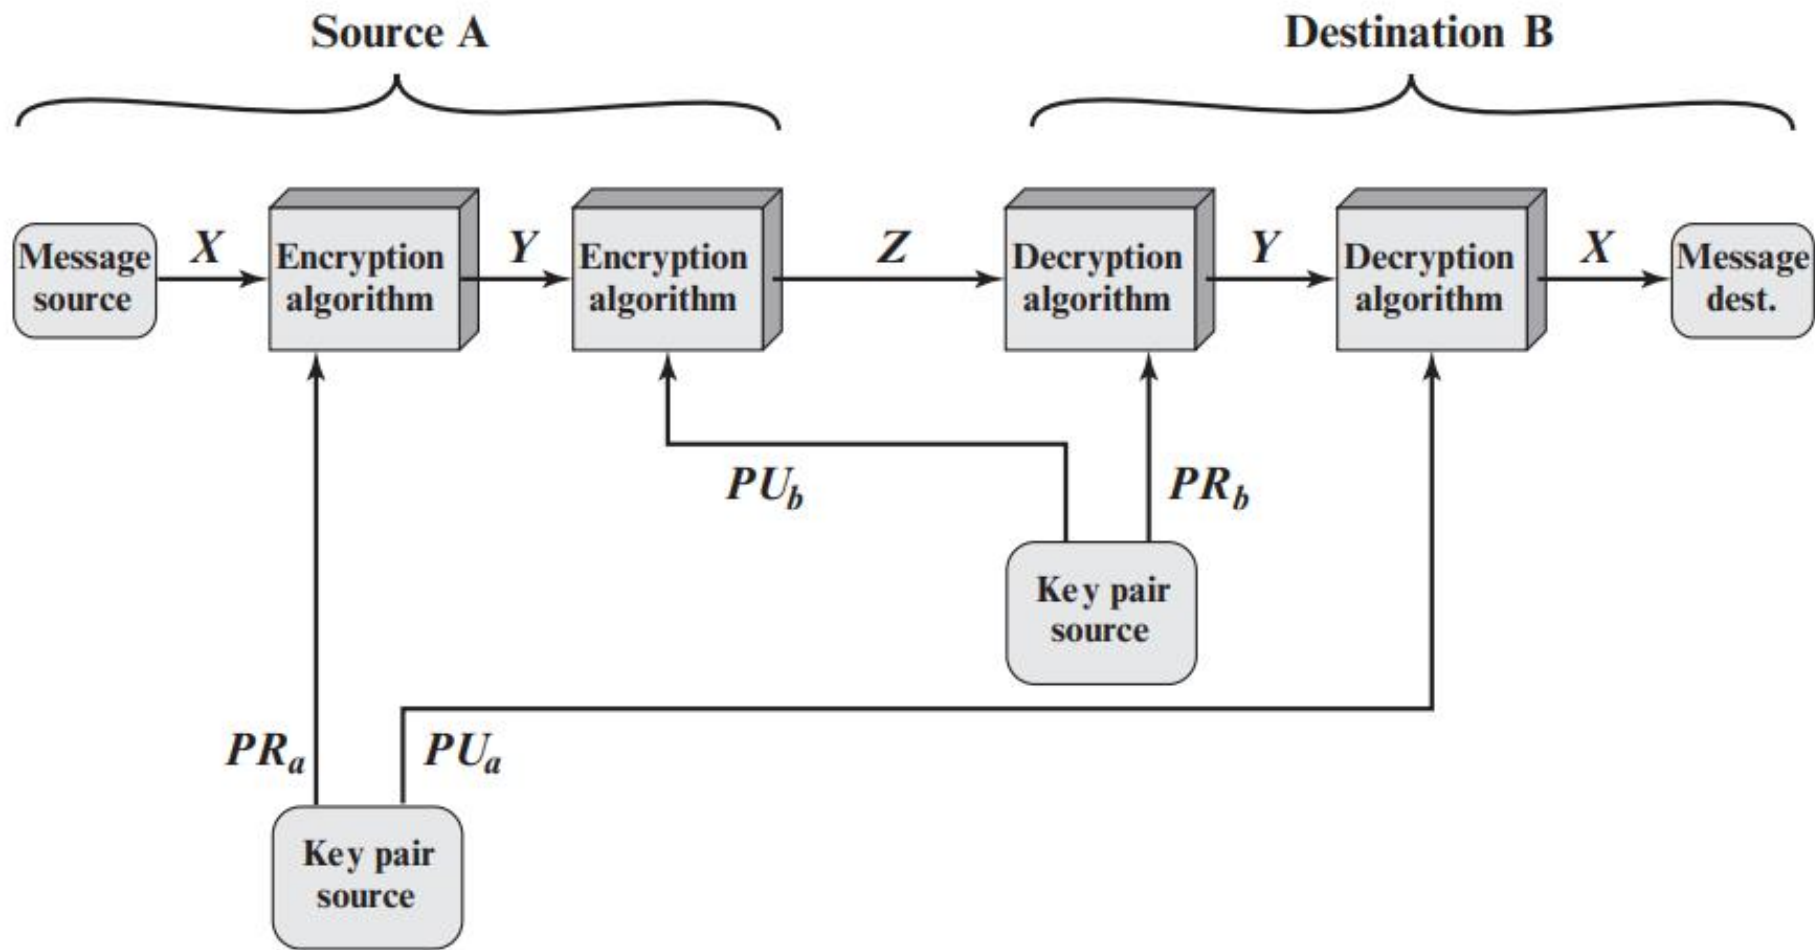 Source A
Destination B
Message
source
X
Encryption
algorithm
Y
Encryption
algorithm
Z
Decryption
algorithm
Y
Decryption
algorithm
X
Message
dest.
PUb
PRb
Key pair
source
PRa
PUa
Key pair
source